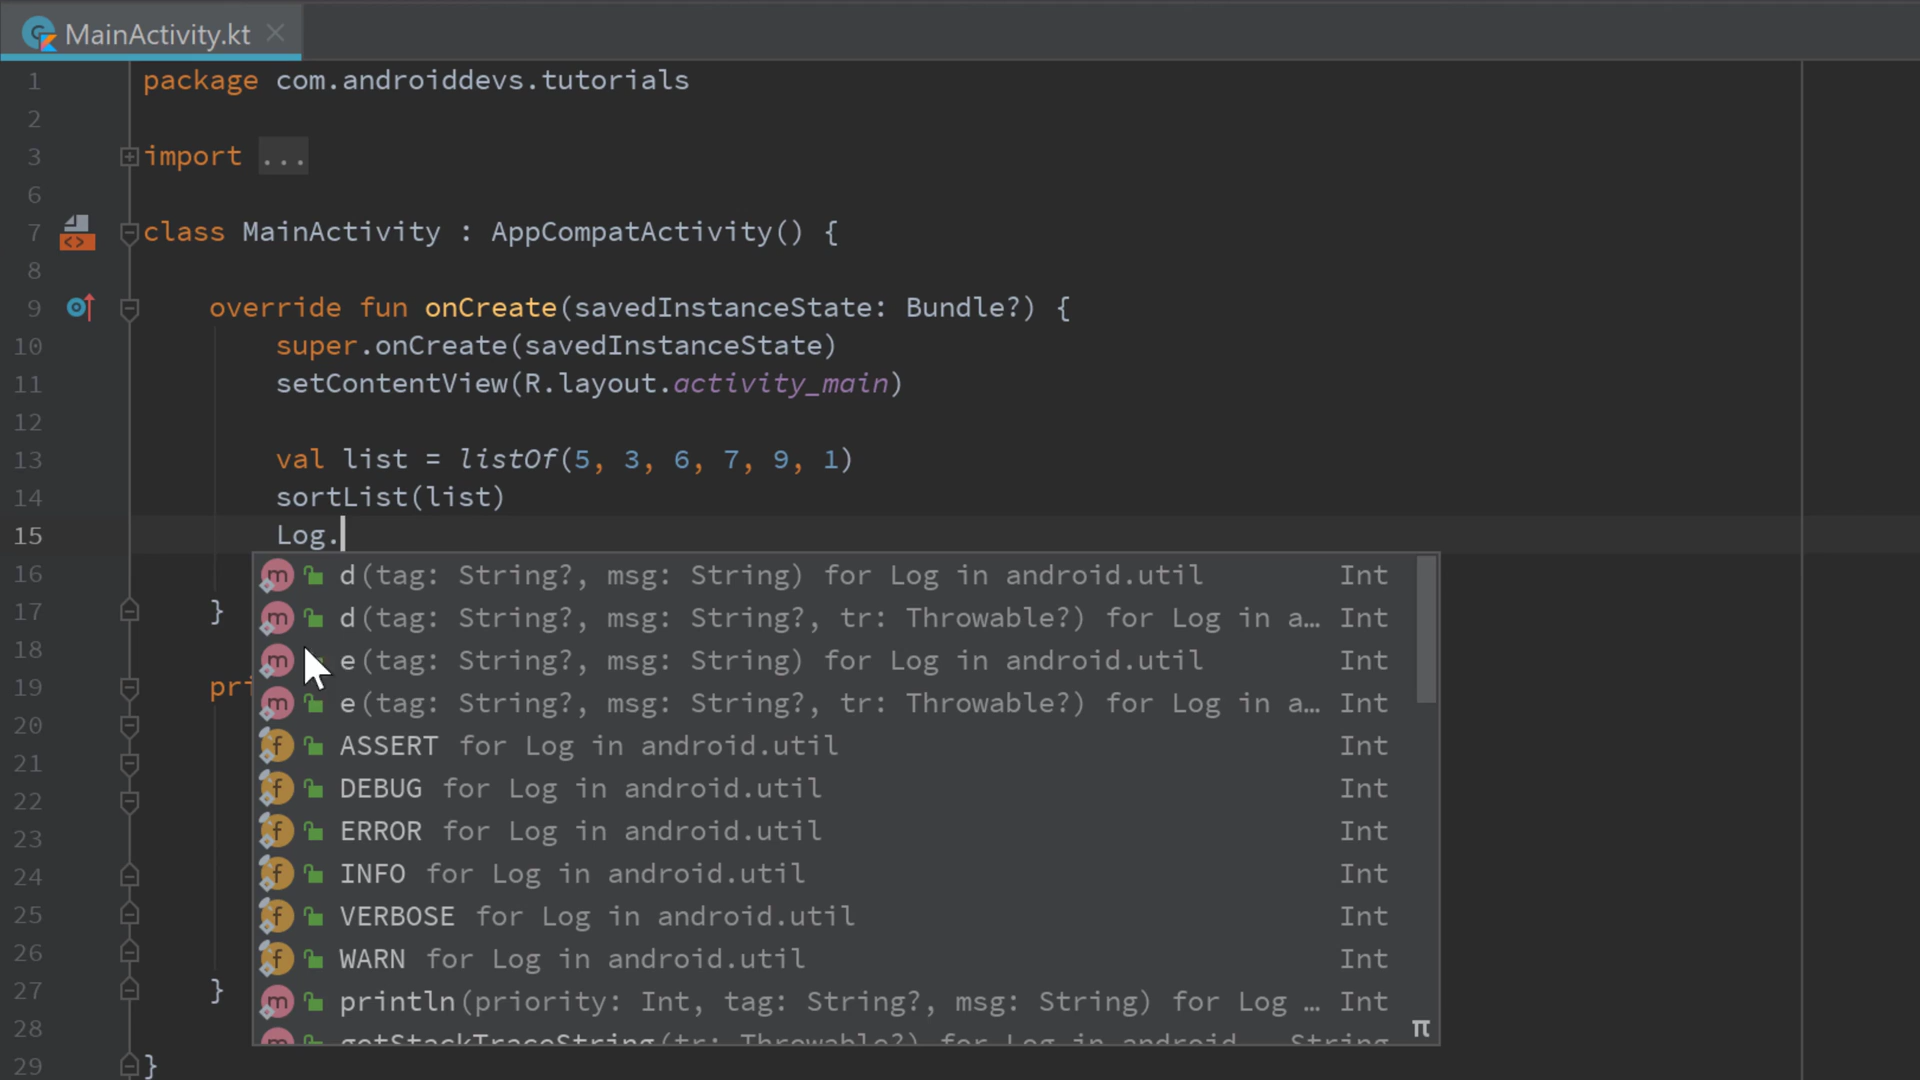 MainActivity.kt
1 package com.androiddevs.tutorials
2
3 import ...
6
7 class MainActivity : AppCompatActivity() {
8
9 override fun onCreate(savedInstanceState: Bundle?) {
10 super.onCreate(savedInstanceState)
11 setContentView(R.layout.activity_main)
12
13 val list = listOf(5, 3, 6, 7, 9, 1)
14 sortList(list)
15 Log.
d(tag: String?, msg: String) for Log in android.util Int
16
d(tag: String?, msg: String?, tr: Throwable?) for Log in a… Int
17 }
e(tag: String?, msg: String) for Log in android.util Int
18
19 pri
e(tag: String?, msg: String?, tr: Throwable?) for Log in a… Int
20
ASSERT for Log in android.util Int
21
DEBUG for Log in android.util Int
22
ERROR for Log in android.util Int
23
INFO for Log in android.util Int
24
VERBOSE for Log in android.util Int
25
WARN for Log in android.util Int
26
27 }
println(priority: Int, tag: String?, msg: String) for Log … Int
28
getStackTraceString(tr: Throwable?) for Log in android… String
π
29 }